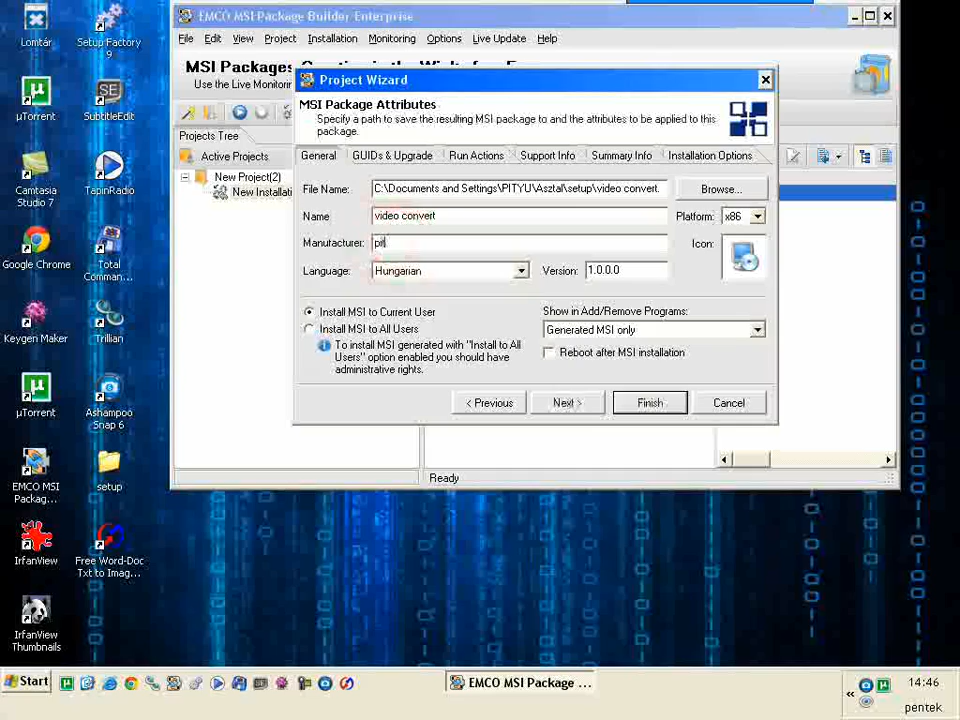 EMCO MSI Package Builder Enterprise
File Edit View Project Installation Monitoring Options Live Update Help
MSI Packages
Use the Live Monitoring
Projects Tree
Active Projects
New Project(2)
New Installati
Project Wizard
MSI Package Attributes
Specify a path to save the resulting MSI package to and the attributes to be applied to this
package.
General GUIDs & Upgrade Run Actions Support Info Summary Info Installation Options
File Name: C:\Documents and Settings\PITYU\Asztal\setup\video convert. Browse...
Name video convert Platform: x86
Manufacturer: pit Icon:
Language: Hungarian Version: 1.0.0.0
Install MSI to Current User
Install MSI to All Users
To install MSI generated with "Install to All
Users" option enabled you should have
administrative rights.
Show in Add/Remove Programs:
Generated MSI only
Reboot after MSI installation
< Previous Next > Finish Cancel
Ready
Lomtár
Setup Factory
9
µTorrent
SubtitleEdit
Camtasia
Studio 7
TapinRadio
Google Chrome
Total
Comman...
Keygen Maker
Trillian
µTorrent
Ashampoo
Snap 6
EMCO MSI
Packag...
setup
IrfanView
Free Word-Doc
Txt to Imag...
IrfanView
Thumbnails
Start
EMCO MSI Package ...
«
14:46
péntek